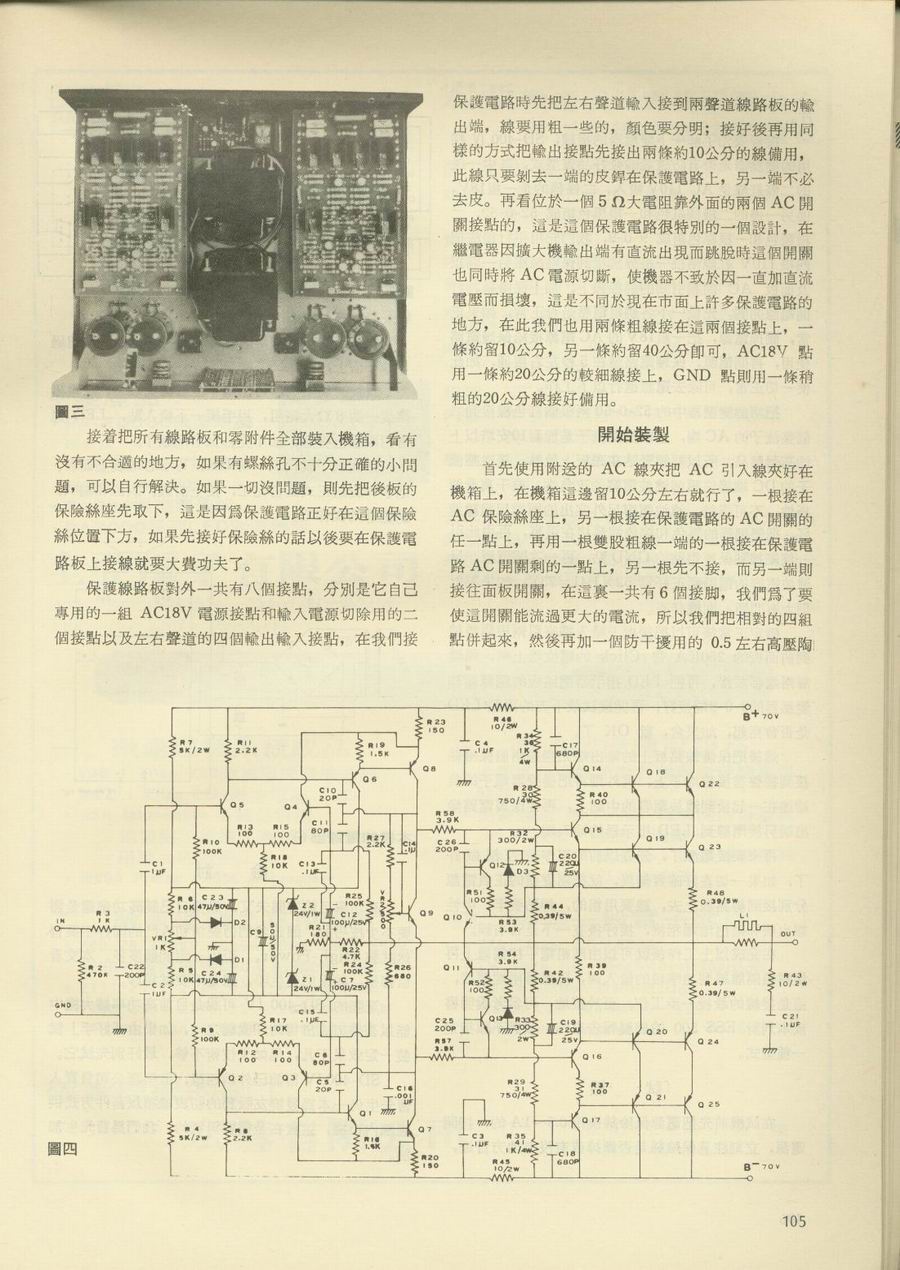 圖三
接着把所有線路板和零附件全部裝入機箱，看有
沒有不合適的地方，如果有螺絲孔不十分正確的小問
題，可以自行解決。如果一切沒問題，則先把後板的
保險絲座先取下，這是因爲保護電路正好在這個保險
絲位置下方，如果先接好保險絲的話以後要在保護電
路板上接線就要大費功夫了。
保護線路板對外一共有八個接點，分別是它自己
專用的一組 AC18V 電源接點和輸入電源切除用的二
個接點以及左右聲道的四個輸出輸入接點，在我們接
保護電路時先把左右聲道輸入接到兩聲道線路板的輸
出端，線要用粗一些的，顏色要分明；接好後再用同
樣的方式把輸出接點先接出兩條約10公分的線備用，
此線只要剝去一端的皮銲在保護電路上，另一端不必
去皮。再看位於一個 5 Ω大電阻靠外面的兩個 AC 開
關接點的，這是這個保護電路很特別的一個設計，在
繼電器因擴大機輸出端有直流出現而跳脫時這個開關
也同時將 AC 電源切斷，使機器不致於因一直加直流
電壓而損壞，這是不同於現在市面上許多保護電路的
地方，在此我們也用兩條粗線接在這兩個接點上，一
條約留10公分，另一條約留40公分卽可，AC18V 點
用一條約20公分的較細線接上，GND 點則用一條稍
粗的20公分線接好備用。
開始裝製
首先使用附送的 AC 線夾把 AC 引入線夾好在
機箱上，在機箱這邊留10公分左右就行了，一根接在
AC 保險絲座上，另一根接在保護電路的 AC 開關的
任一點上，再用一根雙股粗線一端的一根接在保護電
路 AC 開關剩的一點上，另一根先不接，而另一端則
接往面板開關，在這裏一共有 6 個接脚，我們爲了要
使這開關能流過更大的電流，所以我們把相對的四組
點併起來，然後再加一個防干擾用的 0.5 左右高壓陶
B+ 70V
R7 5K/2W
R11 2.2K
R19 1.5K
R23 150
R46 10/2W
C4 .1μF
C17 680P
Q14
Q18
Q22
Q8
Q6
C10 20P
Q5
Q4
C11 80P
R13 100
R15 100
R18 10K
R10 100K
C1 1μF
C13 .1μF
R27 2.2K
R58 3.9K
C26 200P
R28 30 750/4W
R40 100
Q15
R32 300/2W
Q12
D3
C20 220μ 25V
Q19
Q23
R6 10K
C23 47μ/50V
D2
Z2 24V/1W
R25 100K
C12 100μ/25V
Q9
Q10
R51 100
R53 3.9K
R44 0.39/5W
R48 0.39/5W
IN
R3 1K
VR1 1K
C9 50μ/50V
R21 180
R22 4.7K
L1
OUT
R2 470K
C22 200P
D1
R5 10K
C24 47μ/50V
Z1 24V/1W
R24 100K
C7 100μ/25V
R26 680
Q11
R54 3.9K
R42 0.39/5W
R39 100
R47 0.39/5W
R43 10/2W
C2 1μF
C21 .1μF
GND
R17 10K
C15 .1μF
R9 100K
R12 100
R14 100
C8 80P
C5 20P
C25 200P
R52 100
Q13
R33 300 2W
C19 220μ 25V
Q20
Q24
R57 3.9K
Q16
Q2
Q3
C16 .001 μF
R29 31 750/4W
R37 100
Q21
Q25
Q1
Q7
Q17
R4 5K/2W
R8 2.2K
R20 150
C3 .1μF
R35 41 1K/4W
C18 680P
R45 10/2W
B− 70V
圖四
105